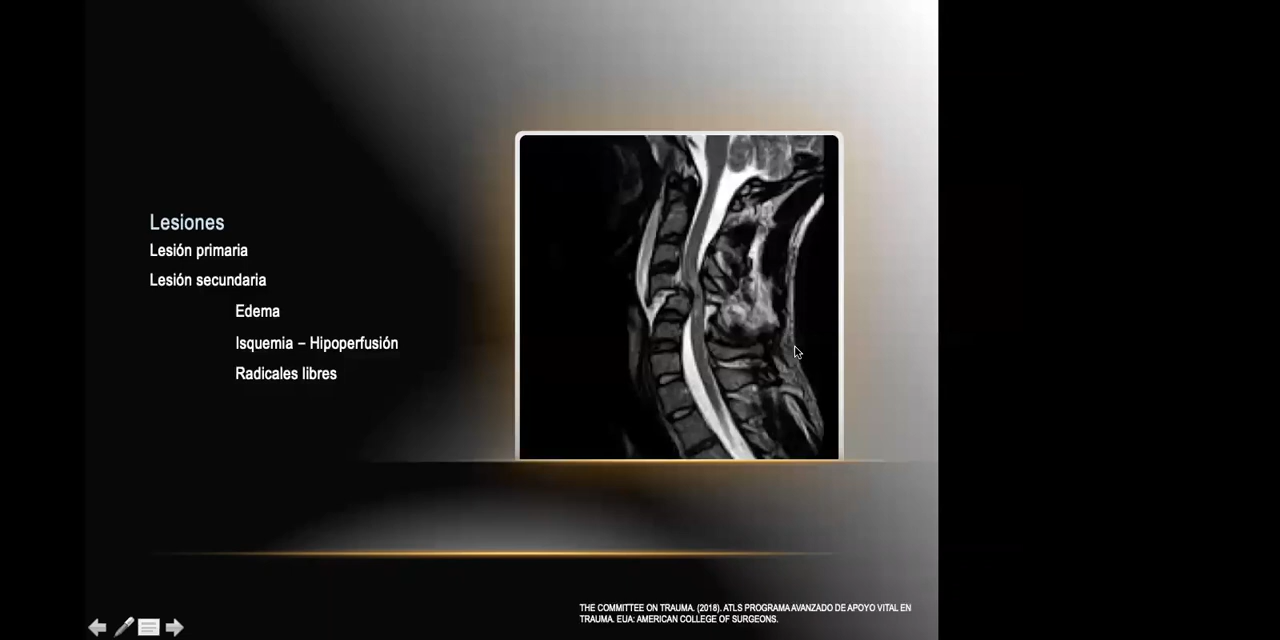 Lesiones
Lesión primaria
Lesión secundaria
Edema
Isquemia – Hipoperfusión
Radicales libres
THE COMMITTEE ON TRAUMA. (2018). ATLS PROGRAMA AVANZADO DE APOYO VITAL EN
TRAUMA. EUA: AMERICAN COLLEGE OF SURGEONS.